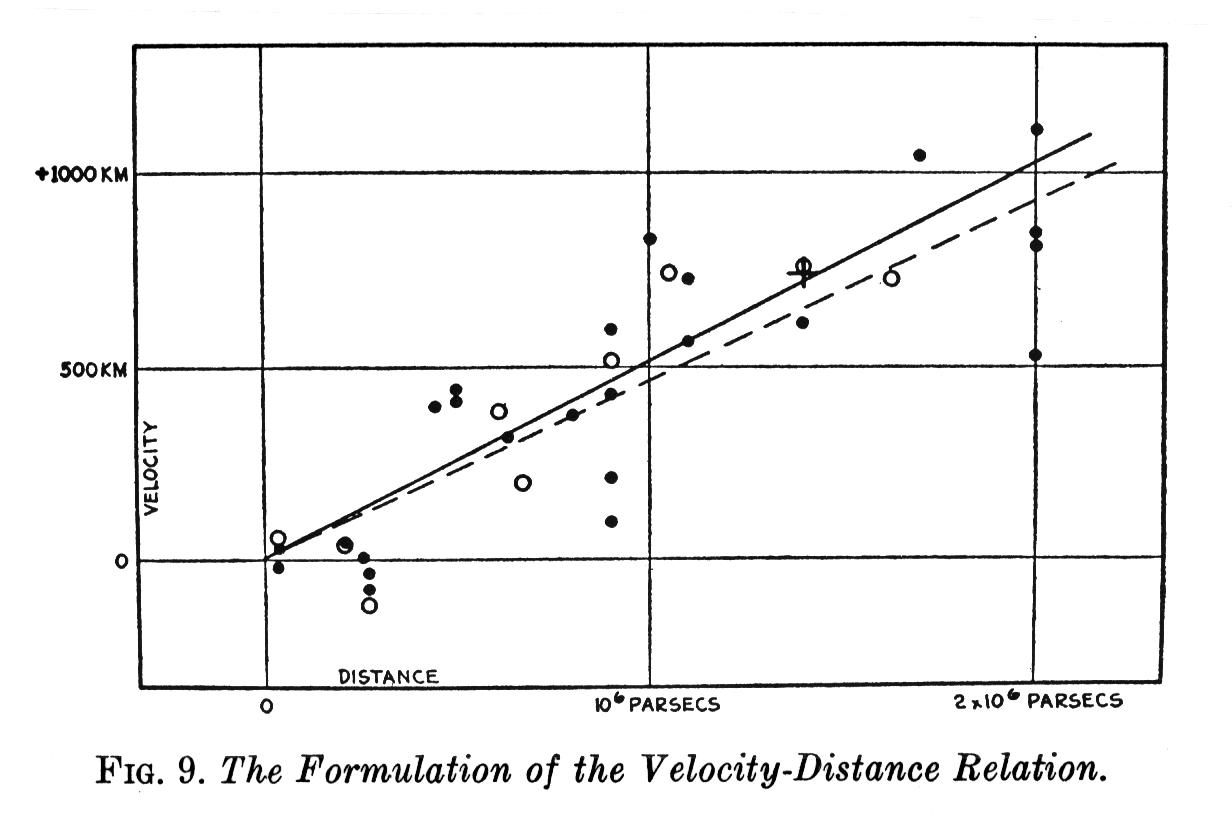 +1000 KM
500 KM
VELOCITY
0
DISTANCE
0
10⁶ PARSECS
2 x 10⁶ PARSECS
FIG. 9. The Formulation of the Velocity-Distance Relation.